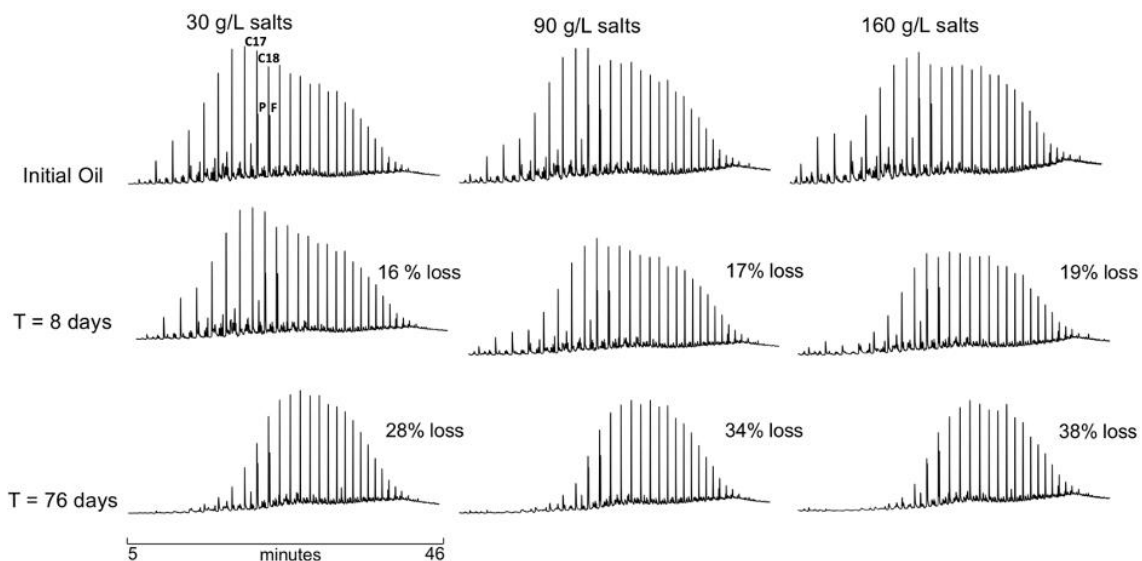 30 g/L salts
90 g/L salts
160 g/L salts
C17
C18
P F
Initial Oil
16 % loss
17% loss
19% loss
T = 8 days
28% loss
34% loss
38% loss
T = 76 days
5 minutes 46